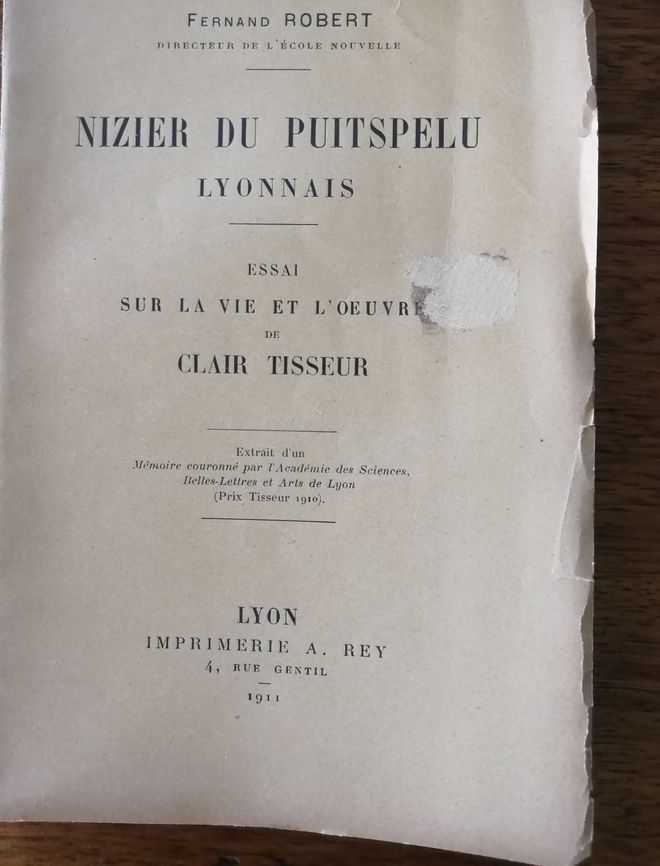 Fernand ROBERT
DIRECTEUR DE L'ÉCOLE NOUVELLE
NIZIER DU PUITSPELU
LYONNAIS
ESSAI
SUR LA VIE ET L'OEUVRE
DE
CLAIR TISSEUR
Extrait d'un
Mémoire couronné par l'Académie des Sciences,
Belles-Lettres et Arts de Lyon
(Prix Tisseur 1910).
LYON
IMPRIMERIE A. REY
4, RUE GENTIL
1911